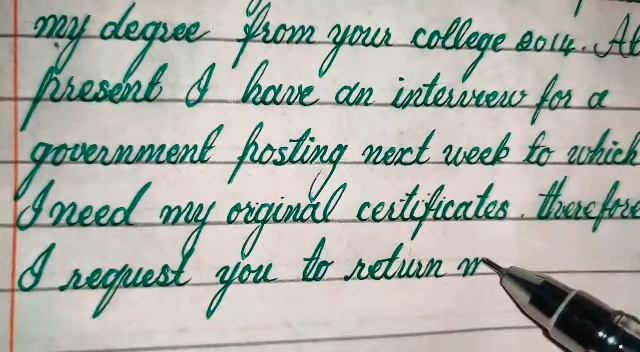 my degree from your college 2014. At
present I have an interview for a
government posting next week to which
I need my orginal certificates. therefore
I request you to return m